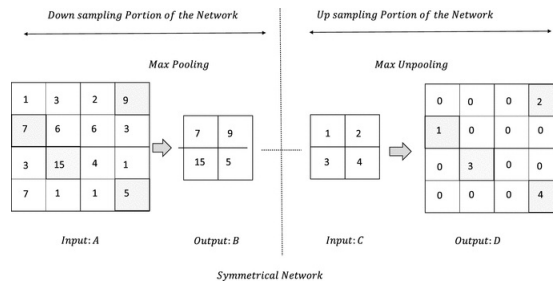 Down sampling Portion of the Network
Up sampling Portion of the Network
Max Pooling
Max Unpooling
1 3 2 9
7 6 6 3
3 15 4 1
7 1 1 5
7 9
15 5
1 2
3 4
0 0 0 2
1 0 0 0
0 3 0 0
0 0 0 4
Input: A
Output: B
Input: C
Output: D
Symmetrical Network